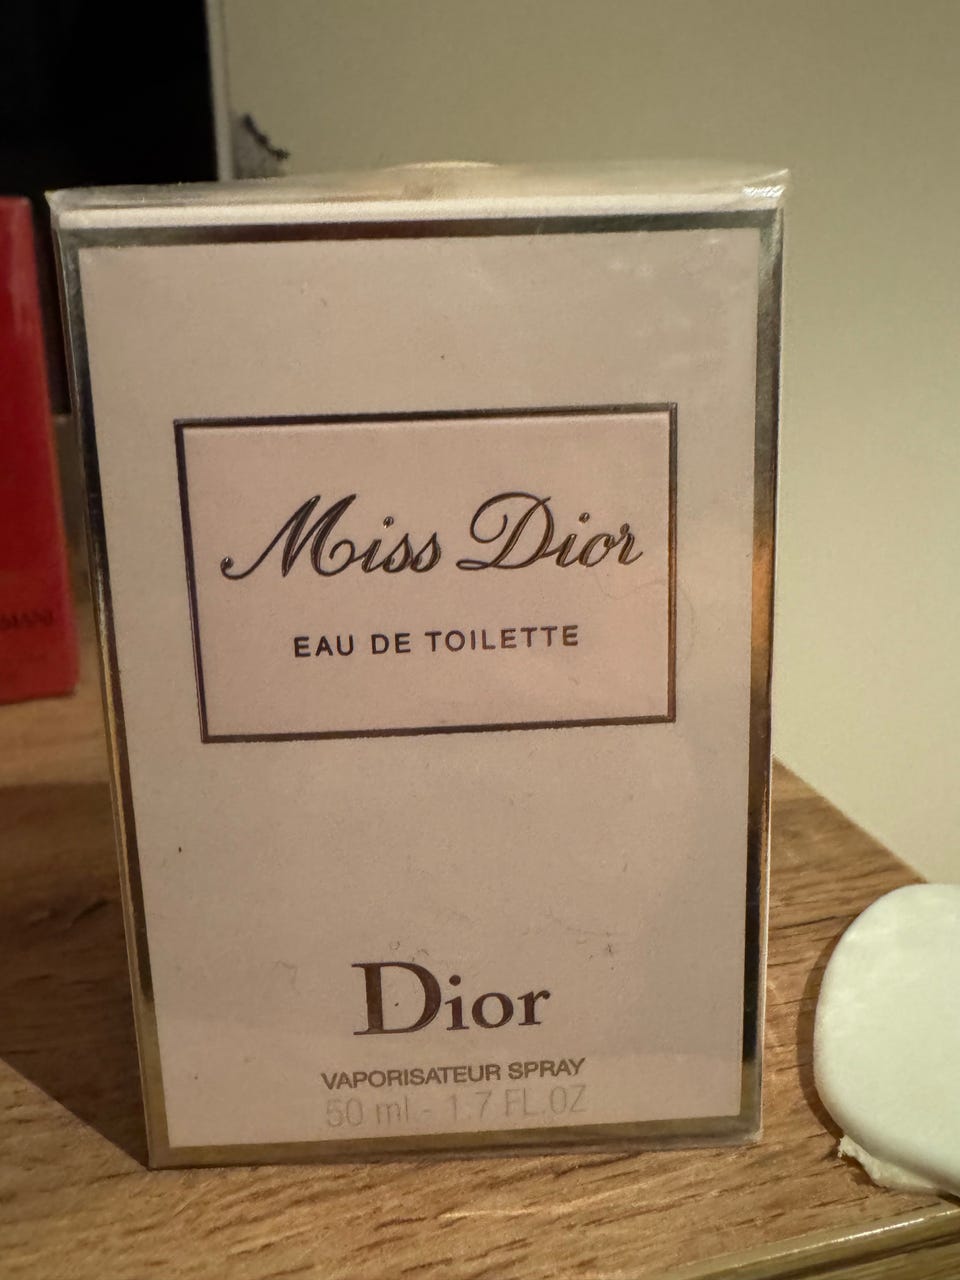 Miss Dior
EAU DE TOILETTE
Dior
VAPORISATEUR SPRAY
50 ml - 1.7 FL.OZ